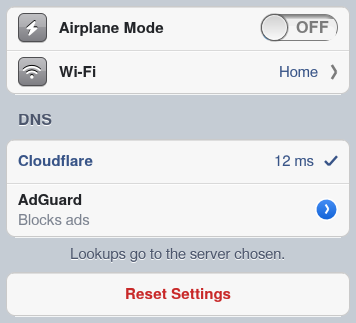 Airplane Mode OFF
Wi-Fi Home
DNS
Cloudflare 12 ms
AdGuard
Blocks ads
Lookups go to the server chosen.
Reset Settings